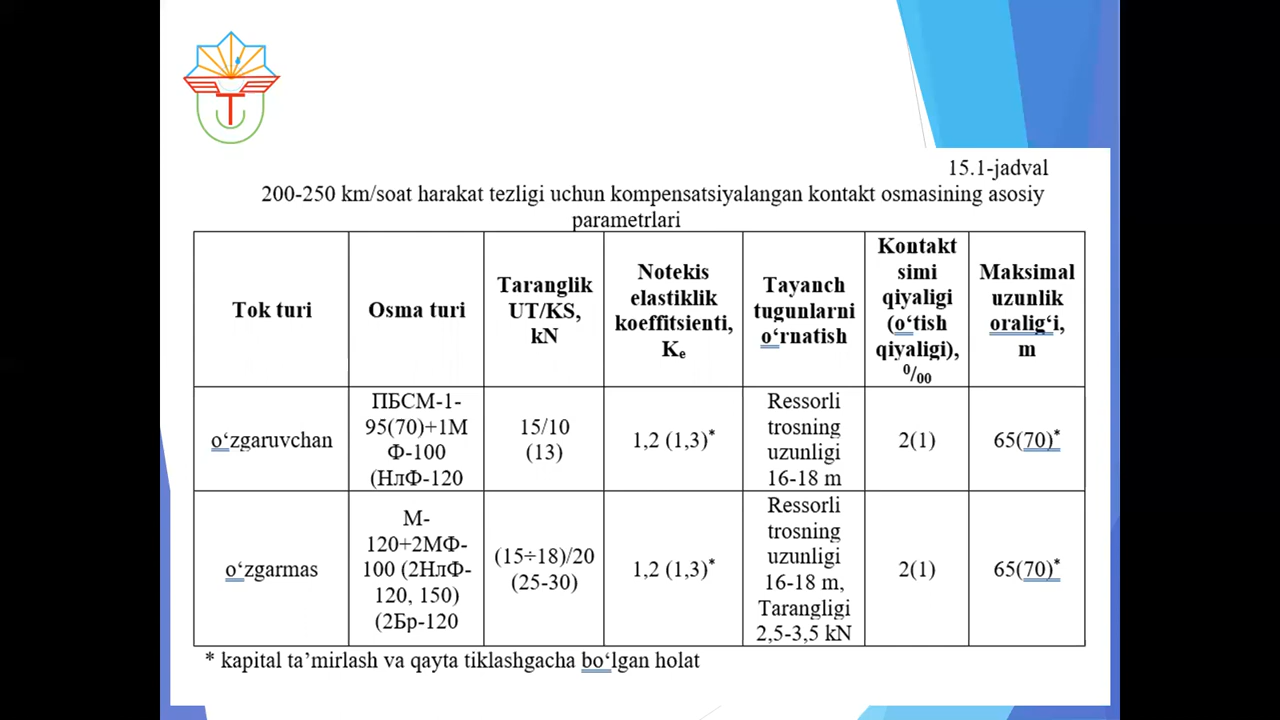 15.1-jadval
200-250 km/soat harakat tezligi uchun kompensatsiyalangan kontakt osmasining asosiy
parametrlari
Tok turi
Osma turi
Taranglik
UT/KS,
kN
Notekis
elastiklik
koeffitsienti,
Kₑ
Tayanch
tugunlarni
o‘rnatish
Kontakt
simi
qiyaligi
(o‘tish
qiyaligi),
⁰/₀₀
Maksimal
uzunlik
oralig‘i,
m
o‘zgaruvchan
ПБСМ-1-
95(70)+1М
Ф-100
(НлФ-120
15/10
(13)
1,2 (1,3)*
Ressorli
trosning
uzunligi
16-18 m
2(1)
65(70)*
o‘zgarmas
М-
120+2МФ-
100 (2НлФ-
120, 150)
(2Бр-120
(15÷18)/20
(25-30)
1,2 (1,3)*
Ressorli
trosning
uzunligi
16-18 m,
Tarangligi
2,5-3,5 kN
2(1)
65(70)*
* kapital ta’mirlash va qayta tiklashgacha bo‘lgan holat